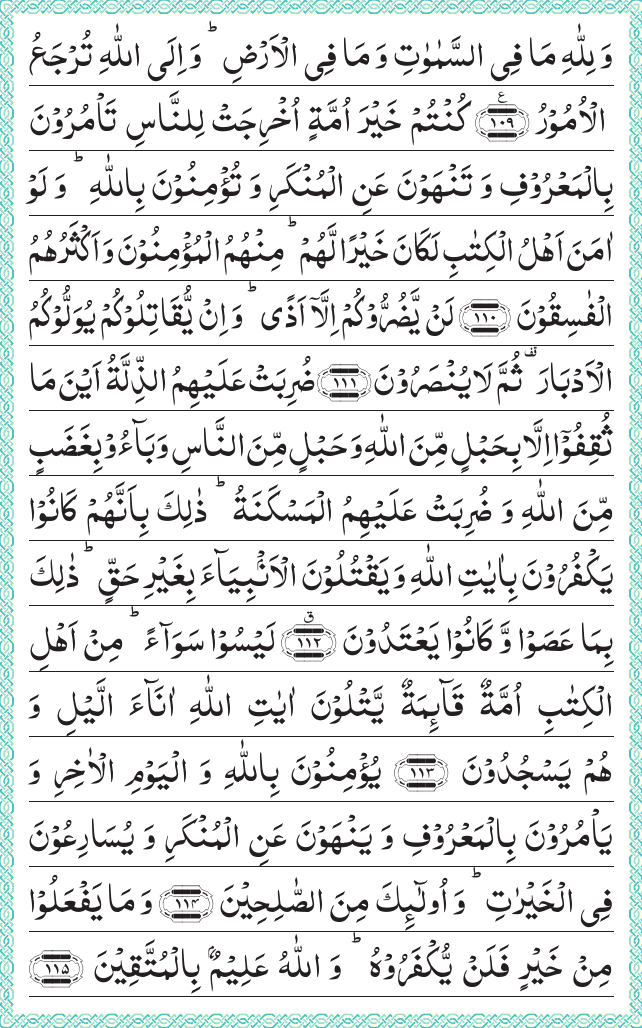 وَلِلّٰهِ مَا فِى السَّمٰوٰتِ وَمَا فِى الْاَرْضِ ؕ وَاِلَى اللّٰهِ تُرْجَعُ
الْاُمُوْرُ ﴿۱۰۹﴾ ع كُنْتُمْ خَيْرَ اُمَّةٍ اُخْرِجَتْ لِلنَّاسِ تَاْمُرُوْنَ
بِالْمَعْرُوْفِ وَ تَنْهَوْنَ عَنِ الْمُنْكَرِ وَ تُؤْمِنُوْنَ بِاللّٰهِ ؕ وَ لَوْ
اٰمَنَ اَهْلُ الْكِتٰبِ لَكَانَ خَيْرًا لَّهُمْ ؕ مِنْهُمُ الْمُؤْمِنُوْنَ وَاَكْثَرُهُمُ
الْفٰسِقُوْنَ ﴿۱۱۰﴾ لَنْ يَّضُرُّوْكُمْ اِلَّآ اَذًى ؕ وَاِنْ يُّقَاتِلُوْكُمْ يُوَلُّوْكُمُ
الْاَدْبَارَ ۟ ثُمَّ لَا يُنْصَرُوْنَ ﴿۱۱۱﴾ ضُرِبَتْ عَلَيْهِمُ الذِّلَّةُ اَيْنَ مَا
ثُقِفُوْۤا اِلَّا بِحَبْلٍ مِّنَ اللّٰهِ وَحَبْلٍ مِّنَ النَّاسِ وَبَآءُوْ بِغَضَبٍ
مِّنَ اللّٰهِ وَ ضُرِبَتْ عَلَيْهِمُ الْمَسْكَنَةُ ؕ ذٰلِكَ بِاَنَّهُمْ كَانُوْا
يَكْفُرُوْنَ بِاٰيٰتِ اللّٰهِ وَيَقْتُلُوْنَ الْاَنْۢبِيَآءَ بِغَيْرِ حَقٍّ ؕ ذٰلِكَ
بِمَا عَصَوْا وَّ كَانُوْا يَعْتَدُوْنَ ﴿۱۱۲﴾ ق لَيْسُوْا سَوَآءً ؕ مِنْ اَهْلِ
الْكِتٰبِ اُمَّةٌ قَآئِمَةٌ يَّتْلُوْنَ اٰيٰتِ اللّٰهِ اٰنَآءَ الَّيْلِ وَ
هُمْ يَسْجُدُوْنَ ﴿۱۱۳﴾ يُؤْمِنُوْنَ بِاللّٰهِ وَ الْيَوْمِ الْاٰخِرِ وَ
يَاْمُرُوْنَ بِالْمَعْرُوْفِ وَ يَنْهَوْنَ عَنِ الْمُنْكَرِ وَ يُسَارِعُوْنَ
فِى الْخَيْرٰتِ ؕ وَاُولٰٓئِكَ مِنَ الصّٰلِحِيْنَ ﴿۱۱۴﴾ وَمَا يَفْعَلُوْا
مِنْ خَيْرٍ فَلَنْ يُّكْفَرُوْهُ ؕ وَ اللّٰهُ عَلِيْمٌۢ بِالْمُتَّقِيْنَ ﴿۱۱۵﴾